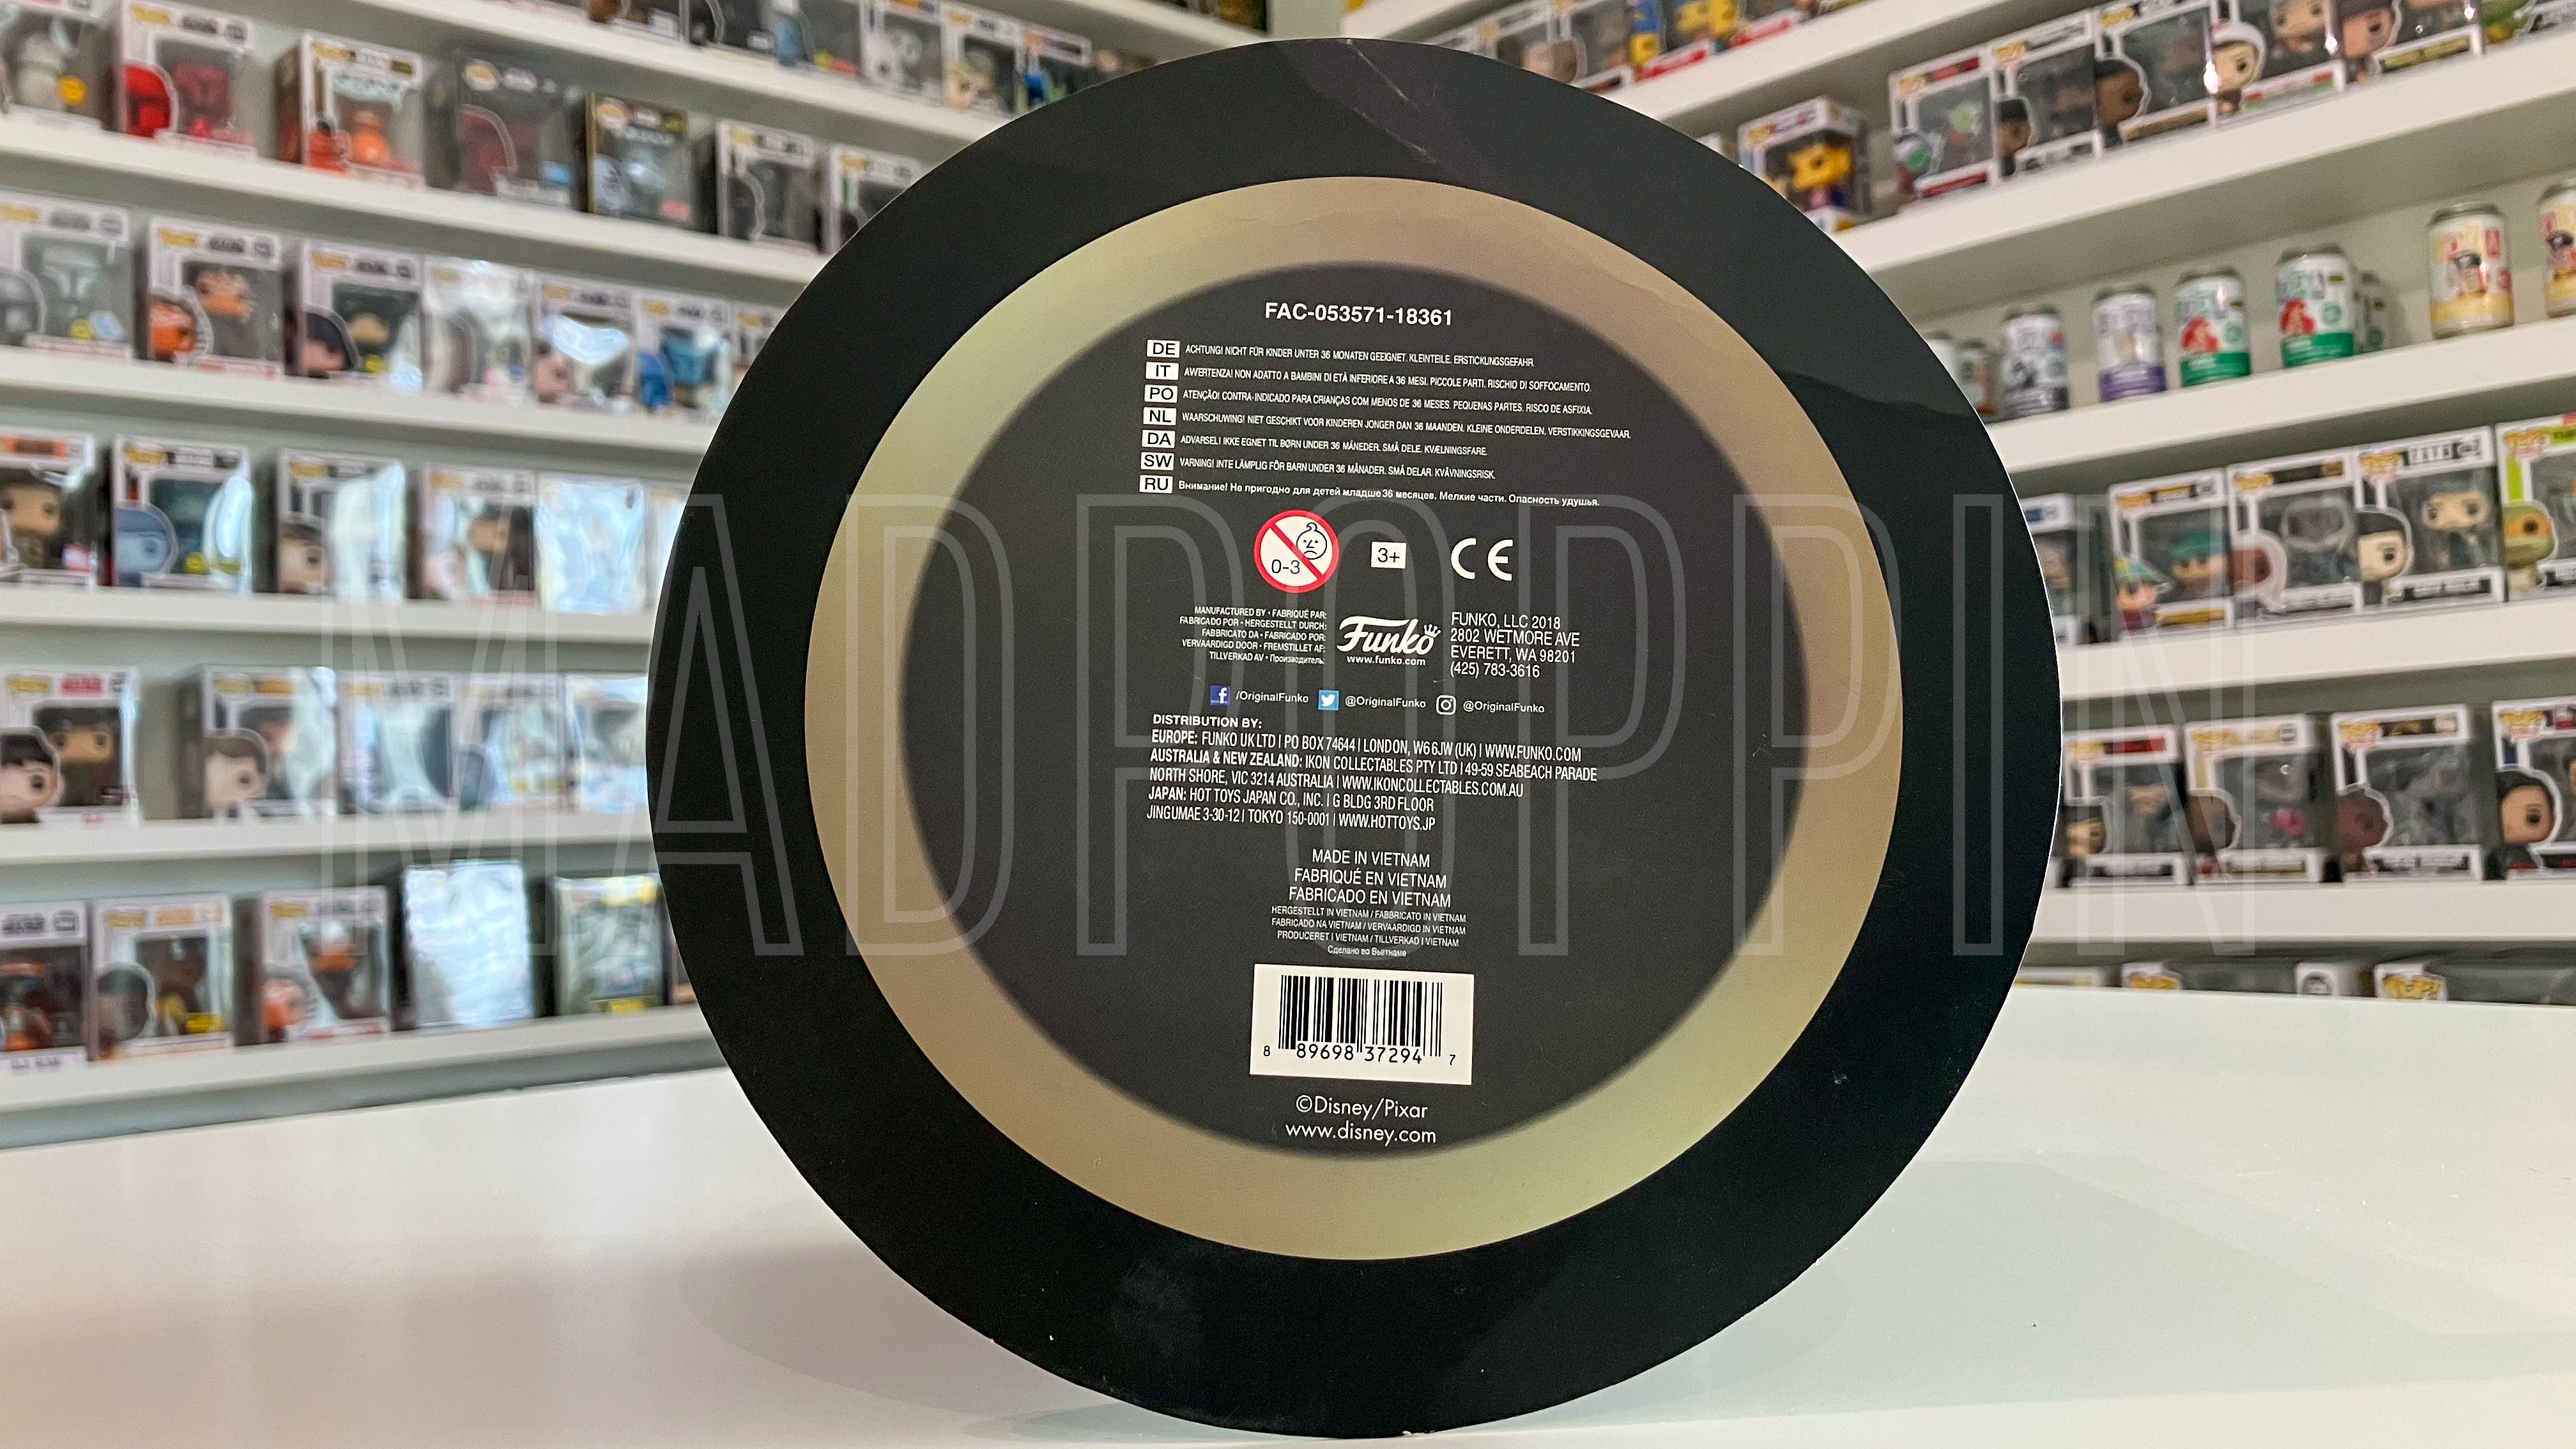 FAC-053571-18361
DE ACHTUNG! NICHT FÜR KINDER UNTER 36 MONATEN GEEIGNET. KLEINTEILE. ERSTICKUNGSGEFAHR.
IT AWERTENZA! NON ADATTO A BAMBINI DI ETÀ INFERIORE A 36 MESI. PICCOLE PARTI. RISCHIO DI SOFFOCAMENTO.
PO ATENÇÃO! CONTRA-INDICADO PARA CRIANÇAS COM MENOS DE 36 MESES. PEQUENAS PARTES. RISCO DE ASFIXIA.
NL WAARSCHUWING! NIET GESCHIKT VOOR KINDEREN JONGER DAN 36 MAANDEN. KLEINE ONDERDELEN. VERSTIKKINGSGEVAAR.
DA ADVARSEL! IKKE EGNET TIL BØRN UNDER 36 MÅNEDER. SMÅ DELE. KVÆLNINGSFARE.
SW VARNING! INTE LÄMPLIG FÖR BARN UNDER 36 MÅNADER. SMÅ DELAR. KVÄVNINGSRISK.
RU Внимание! Не пригодно для детей младше 36 месяцев. Мелкие части. Опасность удушья.
0-3 3+ CE
MANUFACTURED BY • FABRIQUÉ PAR:
FABRICADO POR • HERGESTELLT DURCH:
FABBRICATO DA • FABRICADO POR:
VERVAARDIGD DOOR • FREMSTILLET AF:
TILLVERKAD AV • Производитель:
Funko
www.funko.com
FUNKO, LLC 2018
2802 WETMORE AVE
EVERETT, WA 98201
(425) 783-3616
/OriginalFunko @OriginalFunko @OriginalFunko
DISTRIBUTION BY:
EUROPE: FUNKO UK LTD | PO BOX 74644 | LONDON, W6 6JW (UK) | WWW.FUNKO.COM
AUSTRALIA & NEW ZEALAND: IKON COLLECTABLES PTY LTD | 49-59 SEABEACH PARADE
NORTH SHORE, VIC 3214 AUSTRALIA | WWW.IKONCOLLECTABLES.COM.AU
JAPAN: HOT TOYS JAPAN CO., INC. | G BLDG 3RD FLOOR
JINGUMAE 3-30-12 | TOKYO 150-0001 | WWW.HOTTOYS.JP
MADE IN VIETNAM
FABRIQUÉ EN VIETNAM
FABRICADO EN VIETNAM
HERGESTELLT IN VIETNAM / FABBRICATO IN VIETNAM
FABRICADO NA VIETNAM / VERVAARDIGD IN VIETNAM
PRODUCERET I VIETNAM / TILLVERKAD I VIETNAM
Сделано во Вьетнаме
8 89698 37294 7
©Disney/Pixar
www.disney.com
MADPOPPIN